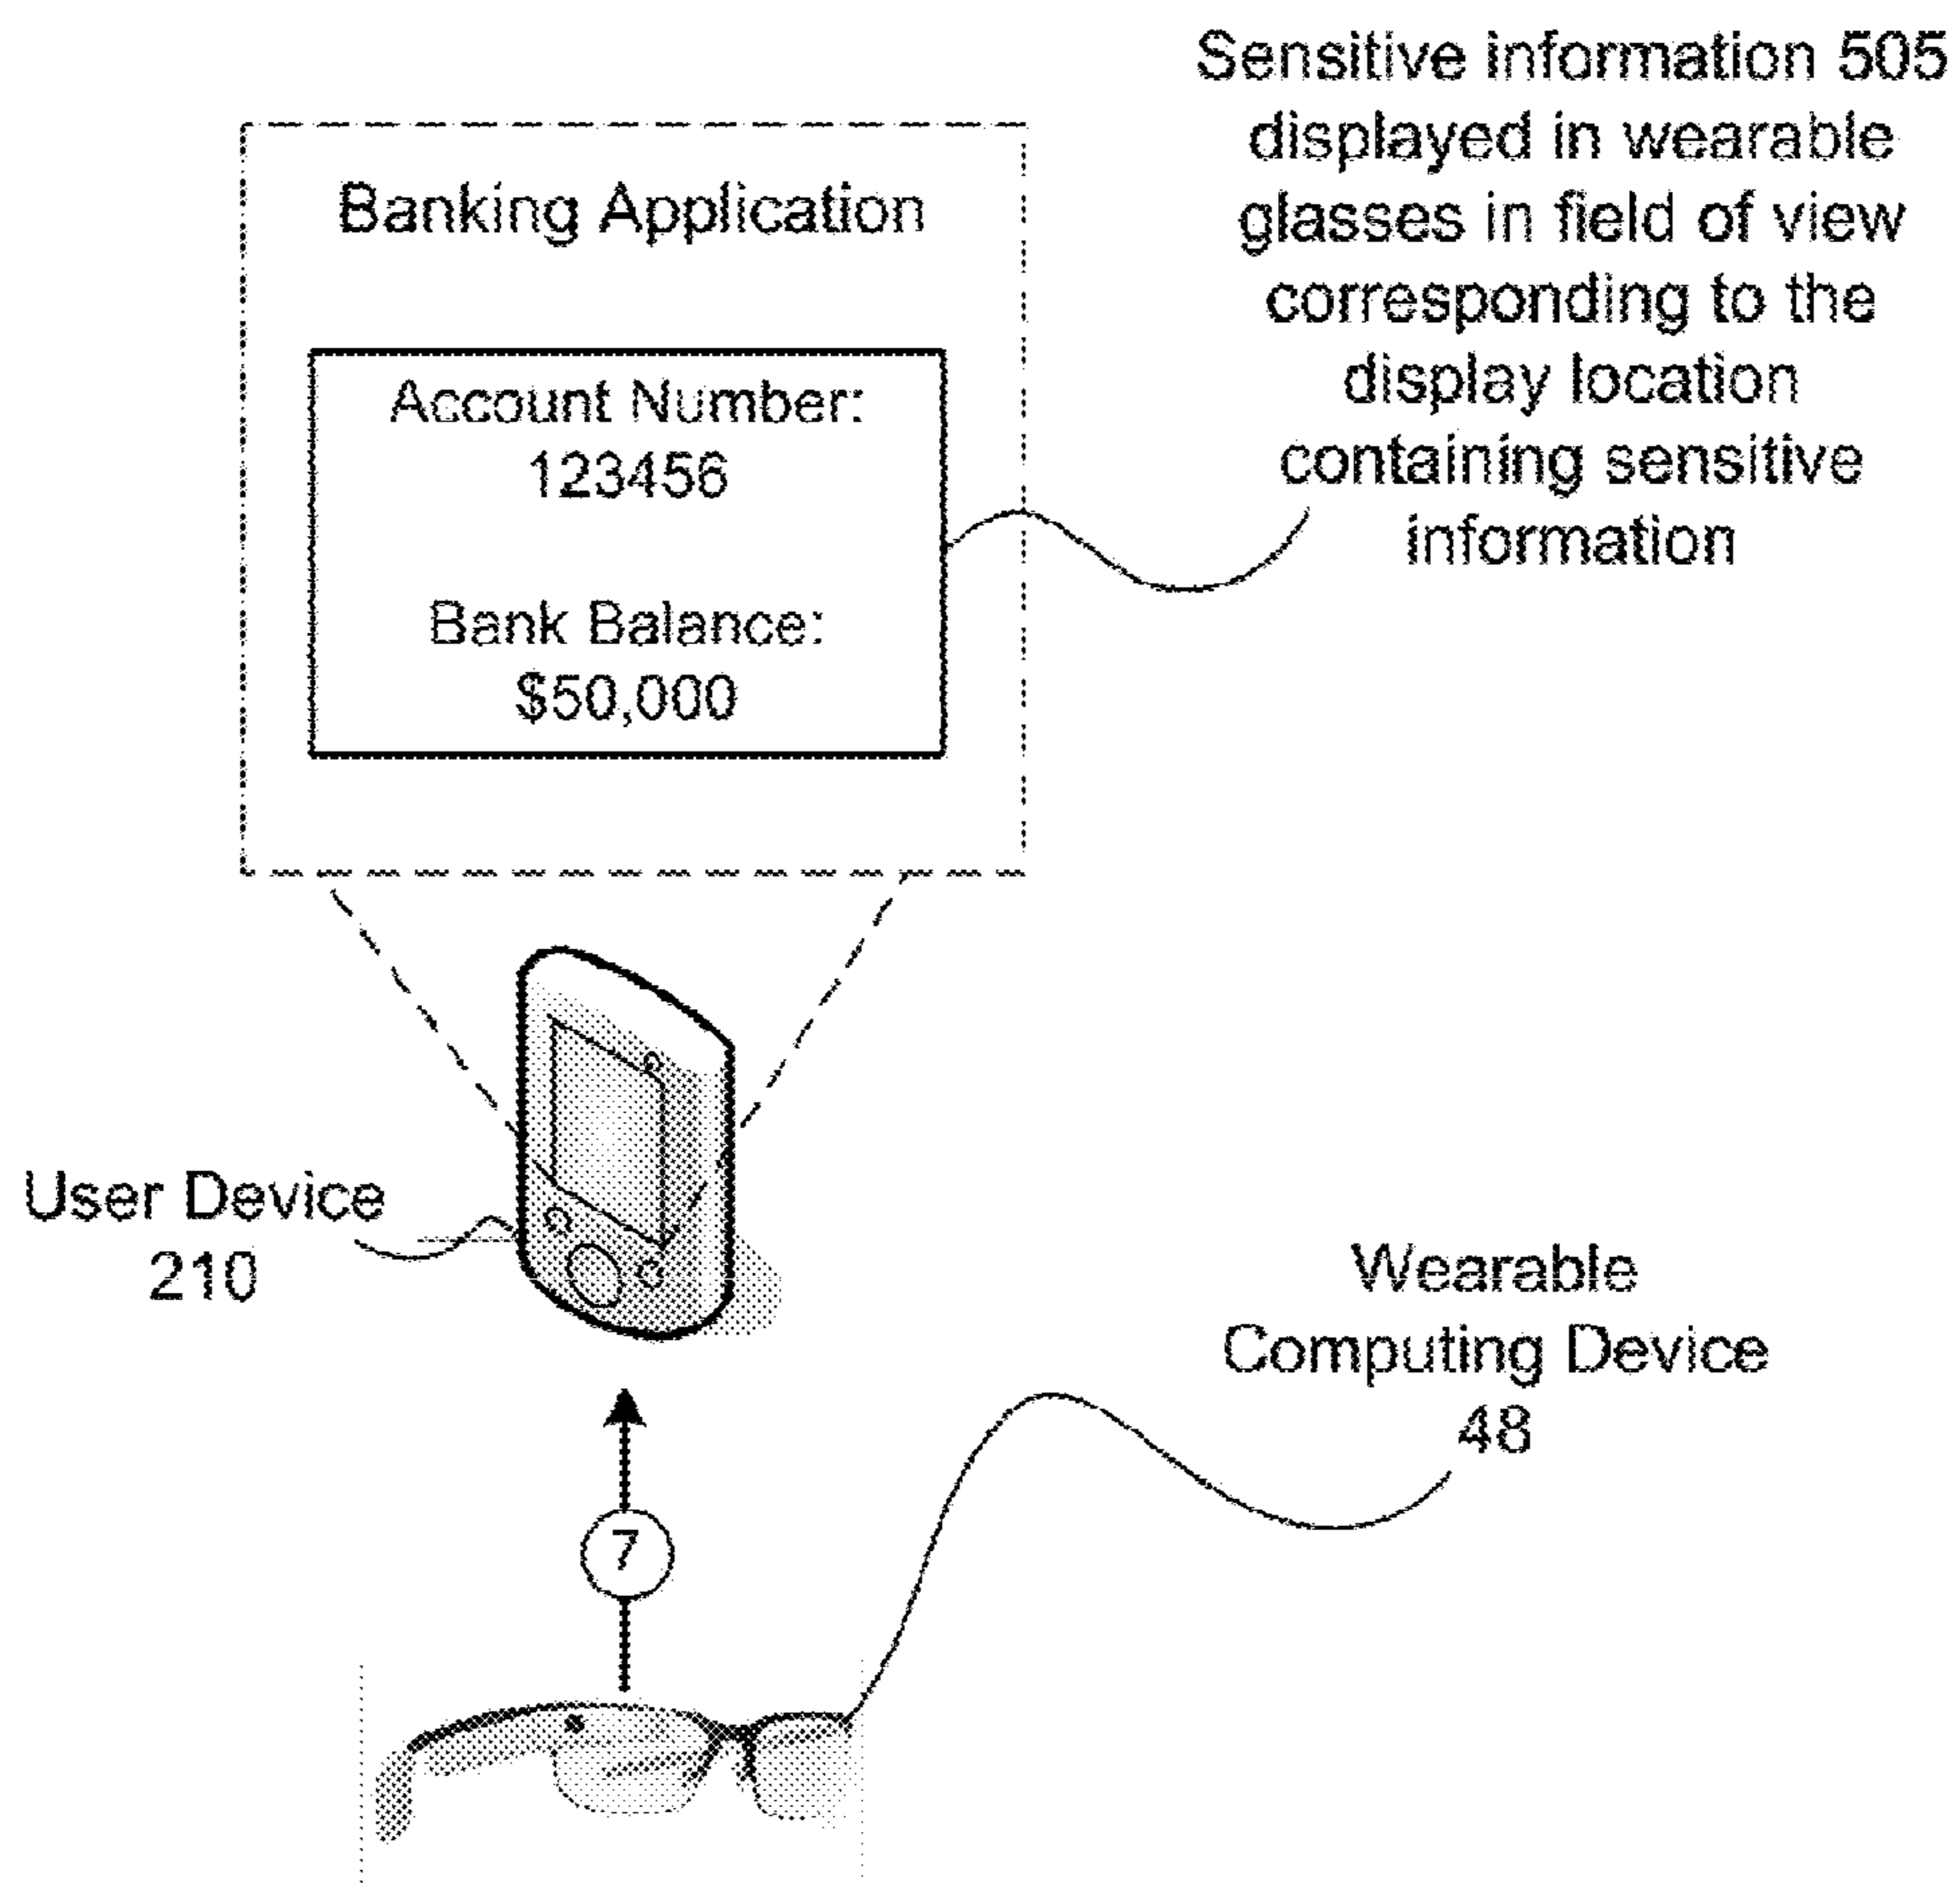 Sensitive information 505
displayed in wearable
glasses in field of view
corresponding to the
display location
containing sensitive
information
Banking Application
Account Number:
123456
Bank Balance:
$50,000
User Device
210
Wearable
Computing Device
48
7